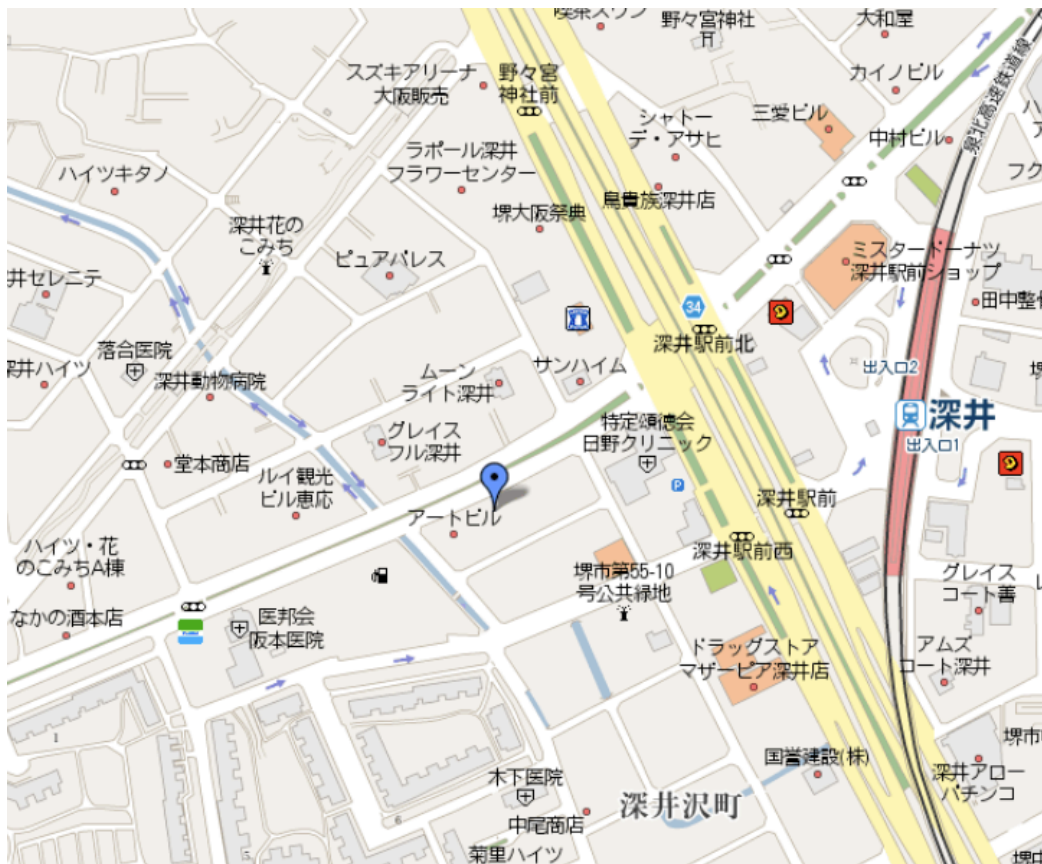 喫茶スワン
野々宮神社
大和屋
スズキアリーナ
大阪販売
野々宮
神社前
カイノビル
泉北高速鉄道線
三愛ビル
シャトー
デ・アサヒ
中村ビル
ラポール深井
フラワーセンター
ハイツキタノ
フク
鳥貴族深井店
堺大阪祭典
深井花の
こみち
ピュアパレス
ミスタードーナツ
深井駅前ショップ
井セレニテ
田中整骨
34
深井駅前北
落合医院
サンハイム
ムーン
ライト深井
出入口2
深井ハイツ
深井動物病院
深井
特定頌徳会
日野クリニック
出入口1
グレイス
フル深井
堂本商店
ルイ観光
ビル恵応
P
深井駅前
アートビル
深井駅前西
ハイツ・花
のこみちA棟
堺市第55-10
号公共緑地
グレイス
コート善
なかの酒本店
医邦会
阪本医院
ドラッグストア
マザーピア深井店
アムズ
コート深井
1
国誉建設(株)
堺市
深井アロー
パチンコ
木下医院
深井沢町
6
中尾商店
5
菊里ハイツ
堺中